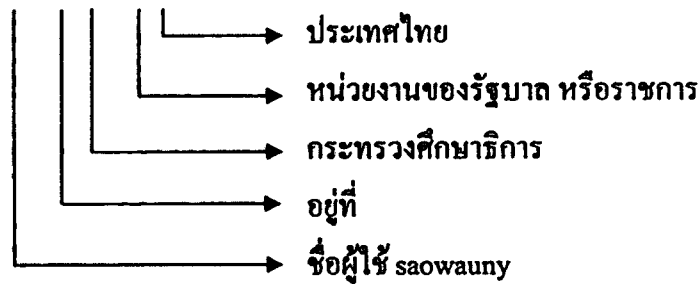 ประเทศไทย
หน่วยงานของรัฐบาล หรือราชการ
กระทรวงศึกษาธิการ
อยู่ที่
ชื่อผู้ใช้ saowauny